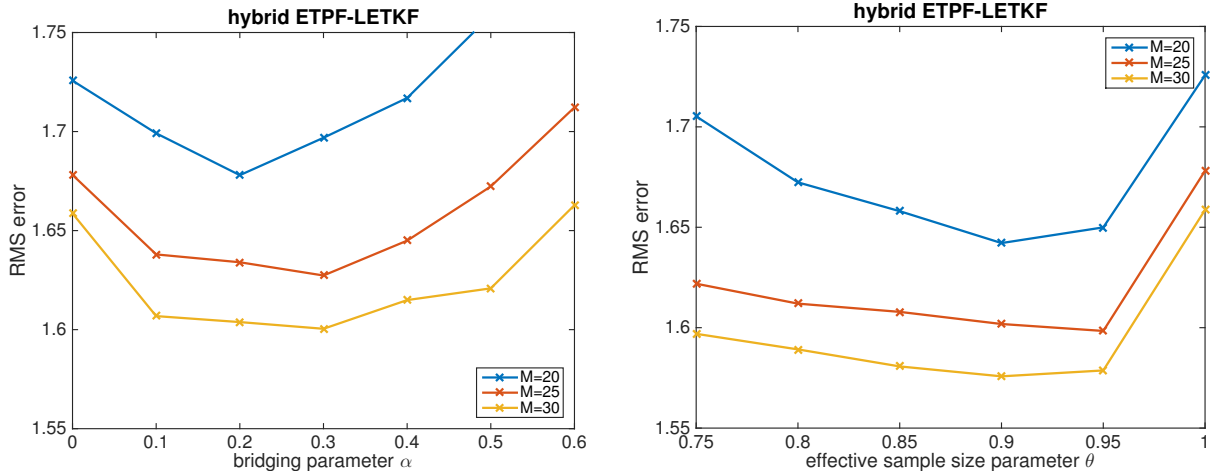 hybrid ETPF-LETKF
1.75
1.7
1.65
1.6
1.55
RMS error
0 0.1 0.2 0.3 0.4 0.5 0.6
bridging parameter α
M=20
M=25
M=30
hybrid ETPF-LETKF
1.75
1.7
1.65
1.6
1.55
RMS error
0.75 0.8 0.85 0.9 0.95 1
effective sample size parameter θ
M=20
M=25
M=30